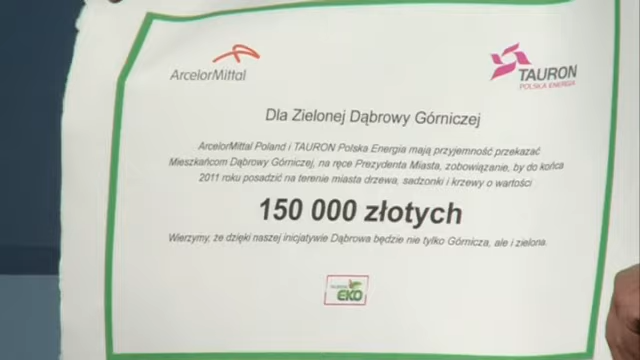 ArcelorMittal
TAURON
POLSKA ENERGIA
Dla Zielonej Dąbrowy Górniczej
ArcelorMittal Poland i TAURON Polska Energia mają przyjemność przekazać
Mieszkańcom Dąbrowy Górniczej, na ręce Prezydenta Miasta, zobowiązanie, by do końca
2011 roku posadzić na terenie miasta drzewa, sadzonki i krzewy o wartości
150 000 złotych
Wierzymy, że dzięki naszej inicjatywie Dąbrowa będzie nie tylko Górnicza, ale i zielona.
EKO